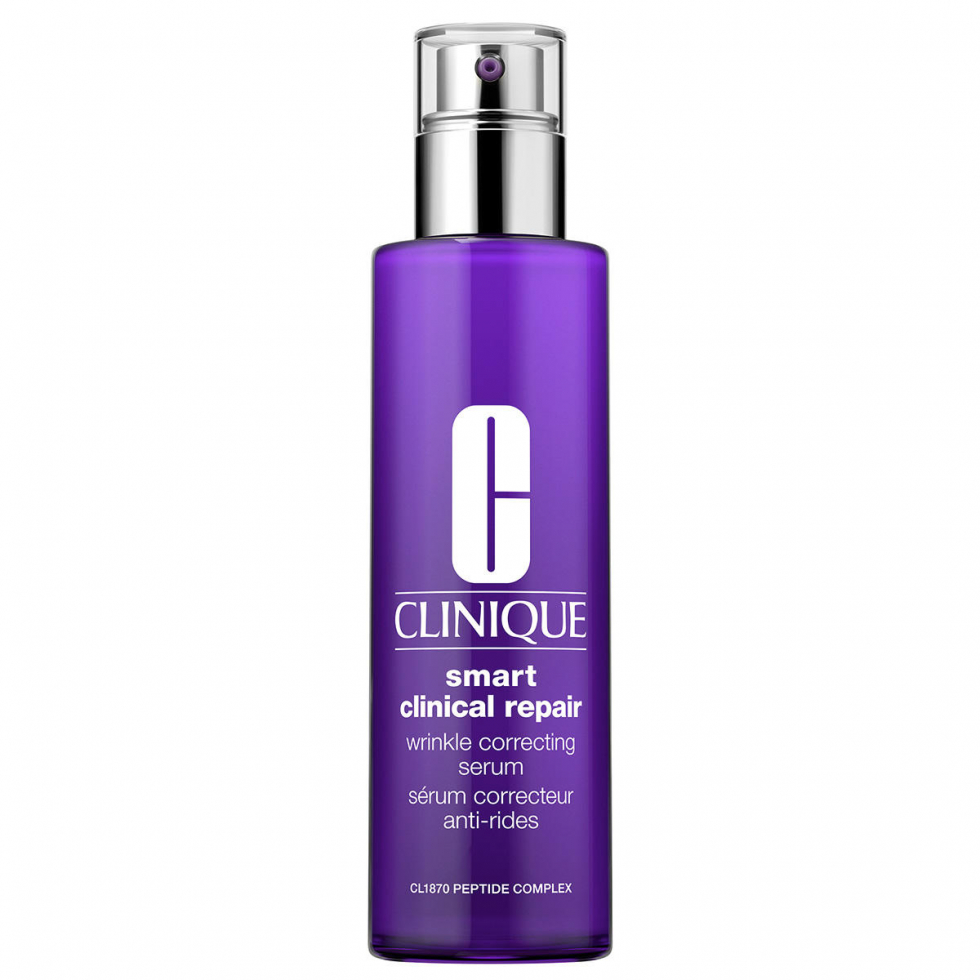 C
CLINIQUE
smart
clinical repair
wrinkle correcting
serum
sérum correcteur
anti-rides
CL1870 PEPTIDE COMPLEX